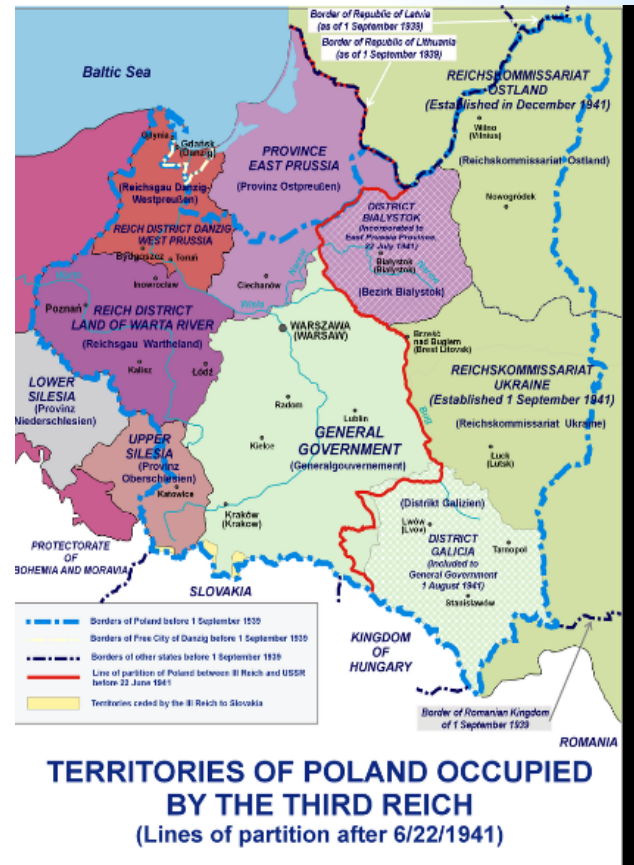 Border of Republic of Latvia
(as of 1 September 1939)
Border of Republic of Lithuania
(as of 1 September 1939)
Baltic Sea
REICHSKOMMISSARIAT
OSTLAND
(Established in December 1941)
Wilno
(Vilnius)
(Reichskommissariat Ostland)
Nowogródek
Gdynia
Gdańsk
(Danzig)
PROVINCE
EAST PRUSSIA
(Provinz Ostpreußen)
(Reichsgau Danzig-
Westpreußen)
REICH DISTRICT DANZIG
WEST PRUSSIA
DISTRICT
BIALYSTOK
(Incorporated to
East Prussia Province,
22 July 1941)
Białystok
(Bialystok)
(Bezirk Bialystok)
Narew
Narew
Bydgoszcz
Toruń
Inowrocław
Ciechanów
Warta
Wisła
Poznań
REICH DISTRICT
LAND OF WARTA RIVER
(Reichsgau Wartheland)
Kalisz
Łódź
WARSZAWA
(WARSAW)
Brześć
nad Bugiem
(Brest Litovsk)
REICHSKOMMISSARIAT
UKRAINE
(Established 1 September 1941)
(Reichskommissariat Ukraine)
Łuck
(Lutsk)
LOWER
SILESIA
(Provinz
Niederschlesien)
Radom
Lublin
Bug
Kielce
GENERAL
GOVERNMENT
(Generalgouvernement)
UPPER
SILESIA
(Provinz
Oberschlesien)
Katowice
Kraków
(Krakow)
(Distrikt Galizien)
Lwów
(Lvov)
DISTRICT
GALICIA
(Included to
General Government
1 August 1941)
Tarnopol
Stanisławów
PROTECTORATE
OF
BOHEMIA AND MORAVIA
SLOVAKIA
KINGDOM
OF
HUNGARY
Border of Romanian Kingdom
of 1 September 1939
ROMANIA
Borders of Poland before 1 September 1939
Borders of Free City of Danzig before 1 September 1939
Borders of other states before 1 September 1939
Line of partition of Poland between III Reich and USSR
before 22 June 1941
Territories ceded by the III Reich to Slovakia
TERRITORIES OF POLAND OCCUPIED
BY THE THIRD REICH
(Lines of partition after 6/22/1941)